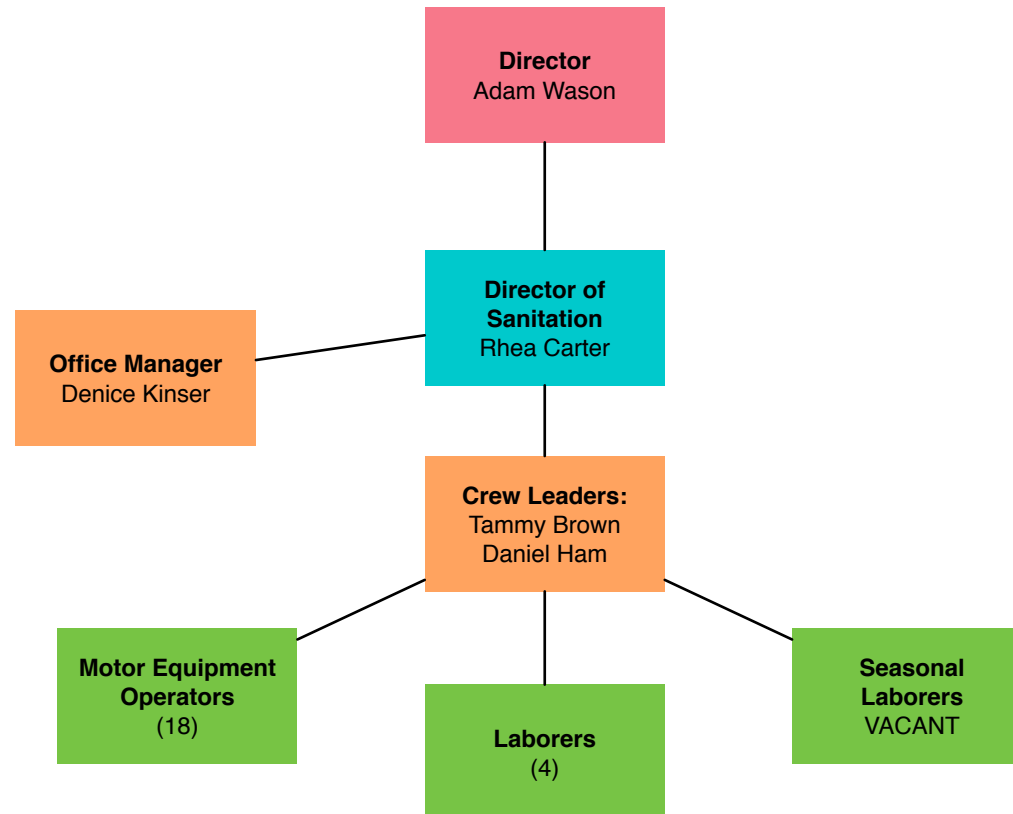 Director
Adam Wason
Director of
Sanitation
Rhea Carter
Office Manager
Denice Kinser
Crew Leaders:
Tammy Brown
Daniel Ham
Motor Equipment
Operators
(18)
Laborers
(4)
Seasonal
Laborers
VACANT